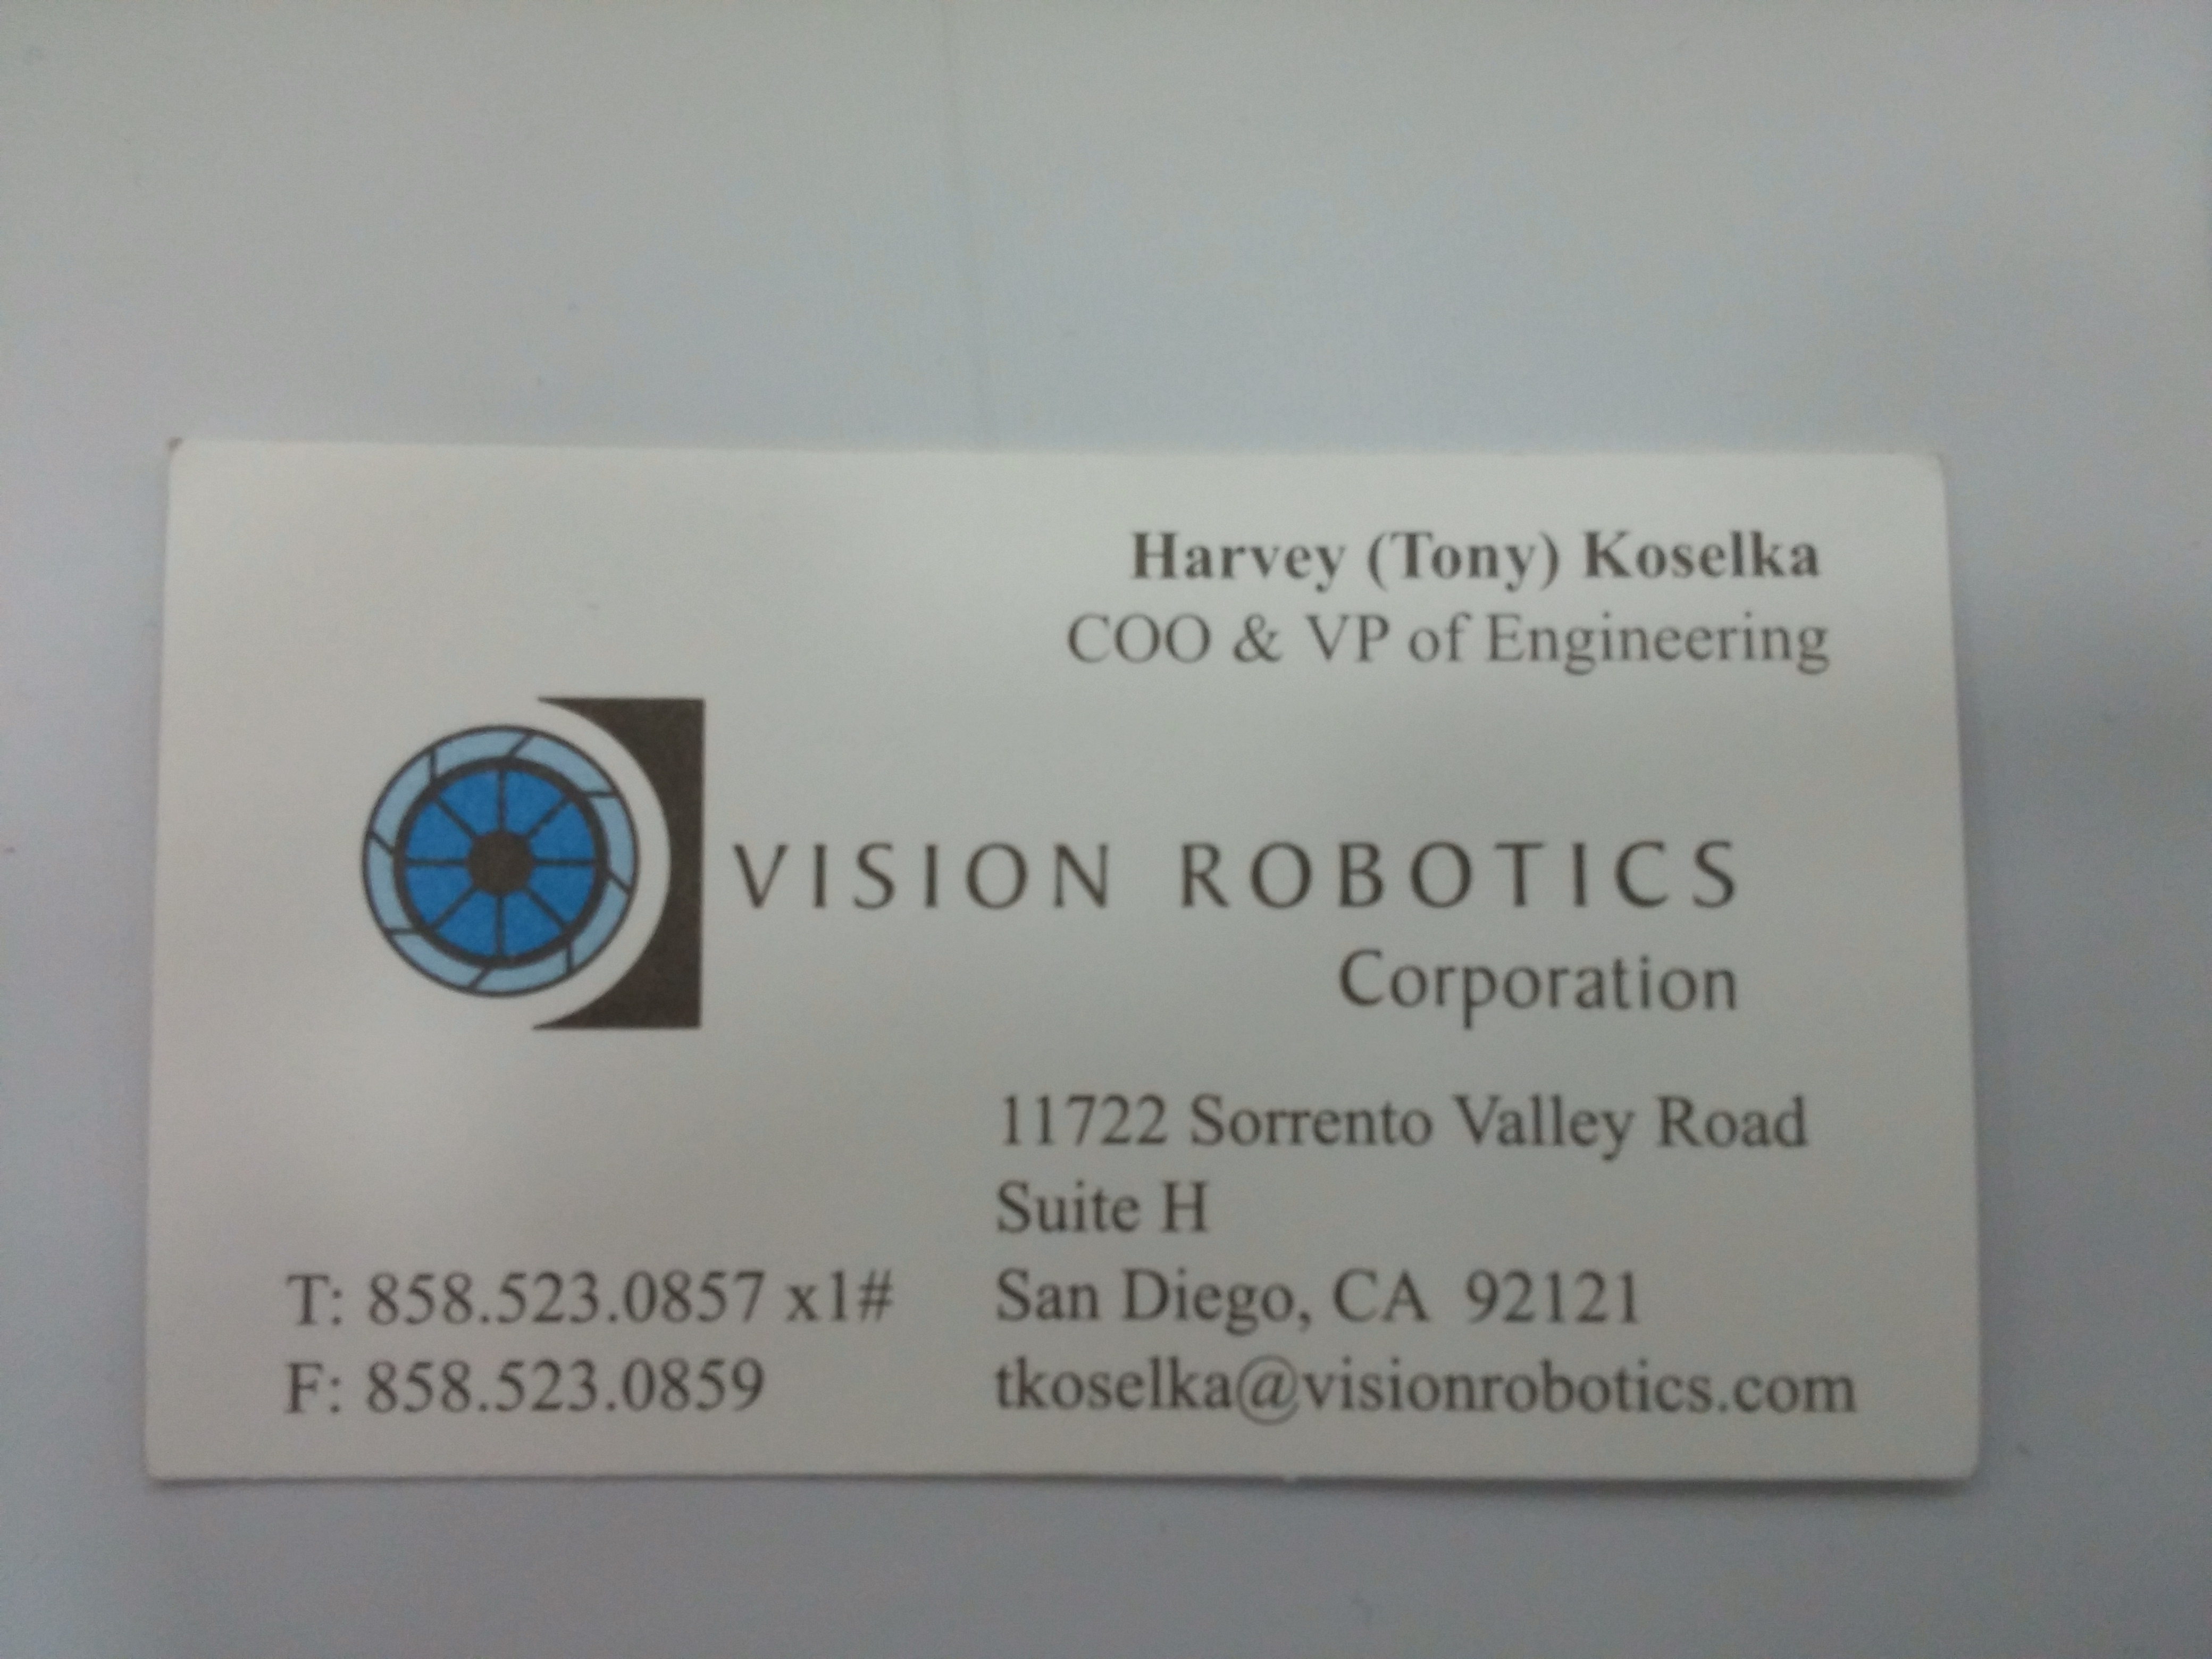 Harvey (Tony) Koselka
COO & VP of Engineering
VISION ROBOTICS
Corporation
11722 Sorrento Valley Road
Suite H
San Diego, CA 92121
tkoselka@visionrobotics.com
T: 858.523.0857 x1#
F: 858.523.0859